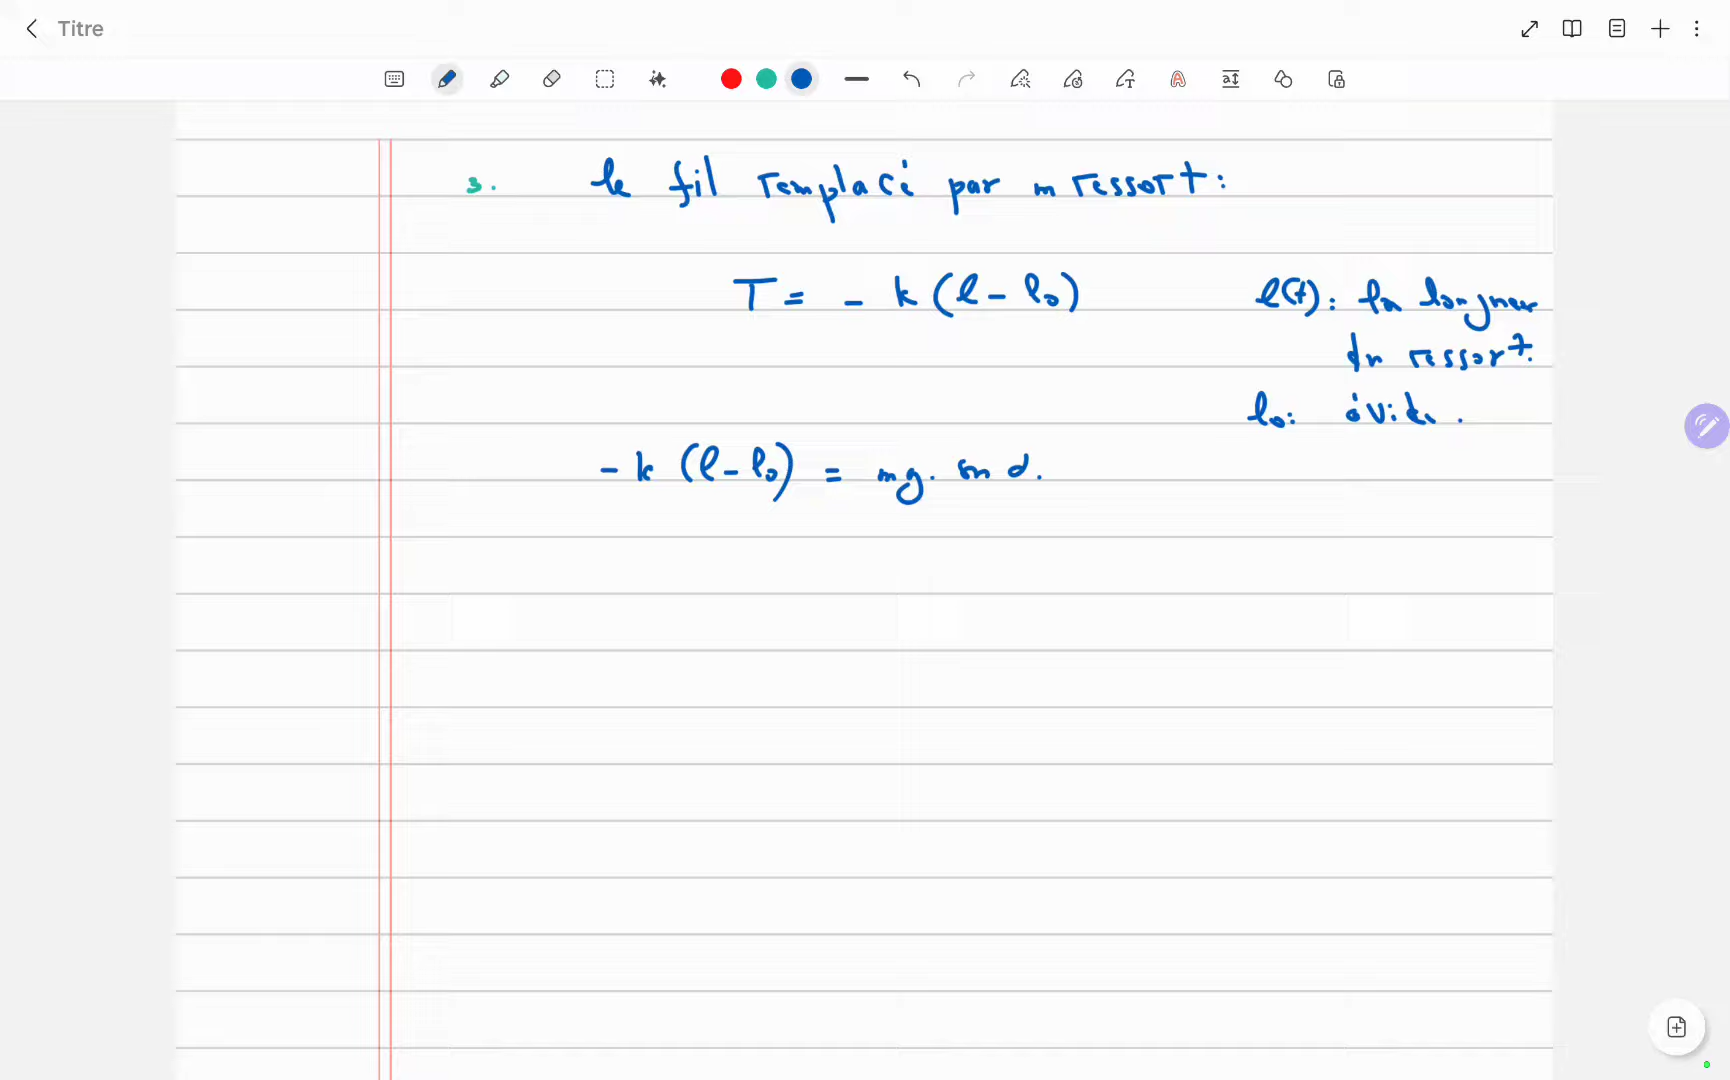 Titre
3. le fil remplacé par un ressort :
T = - k (l - l₀) l(t) : la longueur
du ressort.
l₀ : à vide.
- k (l - l₀) = mg. sin α.